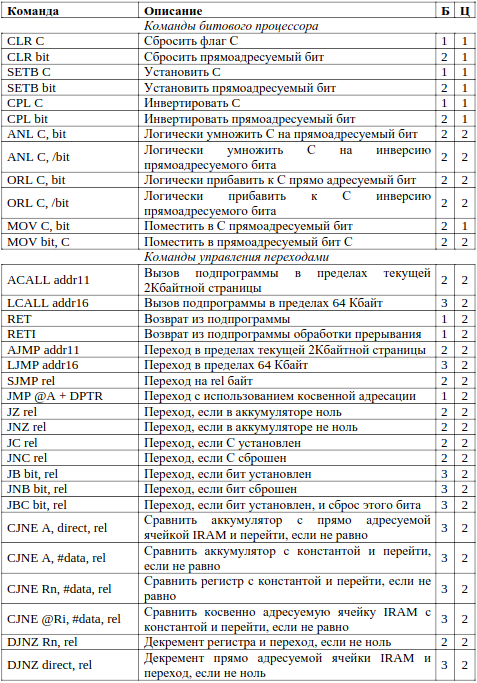 Команда Описание Б Ц
Команды битового процессора
CLR C Сбросить флаг С 1 1
CLR bit Сбросить прямоадресуемый бит 2 1
SETB C Установить С 1 1
SETB bit Установить прямоадресуемый бит 2 1
CPL C Инвертировать С 1 1
CPL bit Инвертировать прямоадресуемый бит 2 1
ANL C, bit Логически умножить С на прямоадресуемый бит 2 2
ANL C, /bit Логически умножить С на инверсию 2 2
прямоадресуемого бита
ORL C, bit Логически прибавить к С прямо адресуемый бит 2 2
ORL C, /bit Логически прибавить к С инверсию 2 2
прямоадресуемого бита
MOV C, bit Поместить в С прямоадресуемый бит 2 1
MOV bit, C Поместить в прямоадресуемый бит С 2 2
Команды управления переходами
ACALL addr11 Вызов подпрограммы в пределах текущей 2 2
2Кбайтной страницы
LCALL addr16 Вызов подпрограммы в пределах 64 Кбайт 3 2
RET Возврат из подпрограммы 1 2
RETI Возврат из подпрограммы обработки прерывания 1 2
AJMP addr11 Переход в пределах текущей 2Кбайтной страницы 2 2
LJMP addr16 Переход в пределах 64 Кбайт 3 2
SJMP rel Переход на rel байт 2 2
JMP @A + DPTR Переход с использованием косвенной адресации 1 2
JZ rel Переход, если в аккумуляторе ноль 2 2
JNZ rel Переход, если в аккумуляторе не ноль 2 2
JC rel Переход, если С установлен 2 2
JNC rel Переход, если С сброшен 2 2
JB bit, rel Переход, если бит установлен 3 2
JNB bit, rel Переход, если бит сброшен 3 2
JBC bit, rel Переход, если бит установлен, и сброс этого бита 3 2
CJNE A, direct, rel Сравнить аккумулятор с прямо адресуемой 3 2
ячейкой IRAM и перейти, если не равно
CJNE A, #data, rel Сравнить аккумулятор с константой и перейти, 3 2
если не равно
CJNE Rn, #data, rel Сравнить регистр с константой и перейти, если не 3 2
равно
CJNE @Ri, #data, rel Сравнить косвенно адресуемую ячейку IRAM с 3 2
константой и перейти, если не равно
DJNZ Rn, rel Декремент регистра и переход, если не ноль 2 2
DJNZ direct, rel Декремент прямо адресуемой ячейки IRAM и 3 2
переход, если не ноль